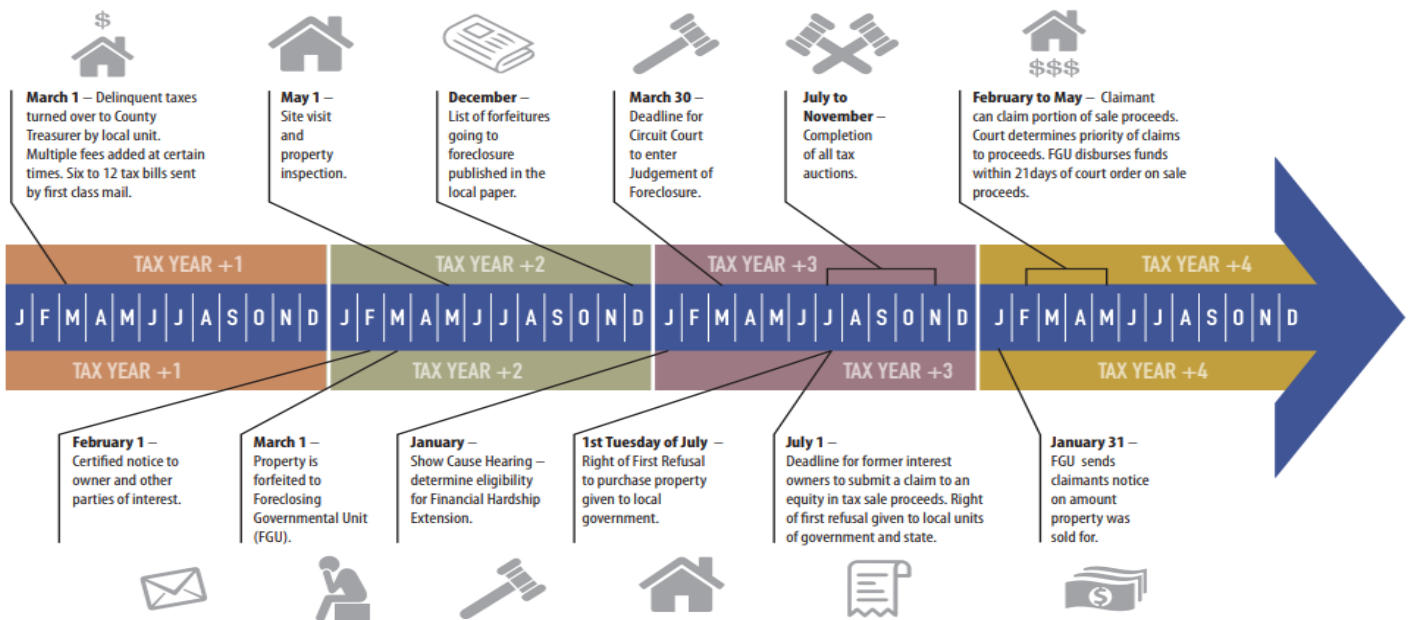 $
$$$
March 1 – Delinquent taxes
turned over to County
Treasurer by local unit.
Multiple fees added at certain
times. Six to 12 tax bills sent
by first class mail.
May 1 –
Site visit
and
property
inspection.
December –
List of forfeitures
going to
foreclosure
published in the
local paper.
March 30 –
Deadline for
Circuit Court
to enter
Judgement of
Foreclosure.
July to
November –
Completion
of all tax
auctions.
February to May – Claimant
can claim portion of sale proceeds.
Court determines priority of claims
to proceeds. FGU disburses funds
within 21days of court order on sale
proceeds.
TAX YEAR +1
TAX YEAR +2
TAX YEAR +3
TAX YEAR +4
J F M A M J J A S O N D J F M A M J J A S O N D J F M A M J J A S O N D J F M A M J J A S O N D
TAX YEAR +1
TAX YEAR +2
TAX YEAR +3
TAX YEAR +4
February 1 –
Certified notice to
owner and other
parties of interest.
March 1 –
Property is
forfeited to
Foreclosing
Governmental Unit
(FGU).
January –
Show Cause Hearing –
determine eligibility
for Financial Hardship
Extension.
1st Tuesday of July –
Right of First Refusal
to purchase property
given to local
government.
July 1 –
Deadline for former interest
owners to submit a claim to an
equity in tax sale proceeds. Right
of first refusal given to local units
of government and state.
January 31 –
FGU sends
claimants notice
on amount
property was
sold for.
$